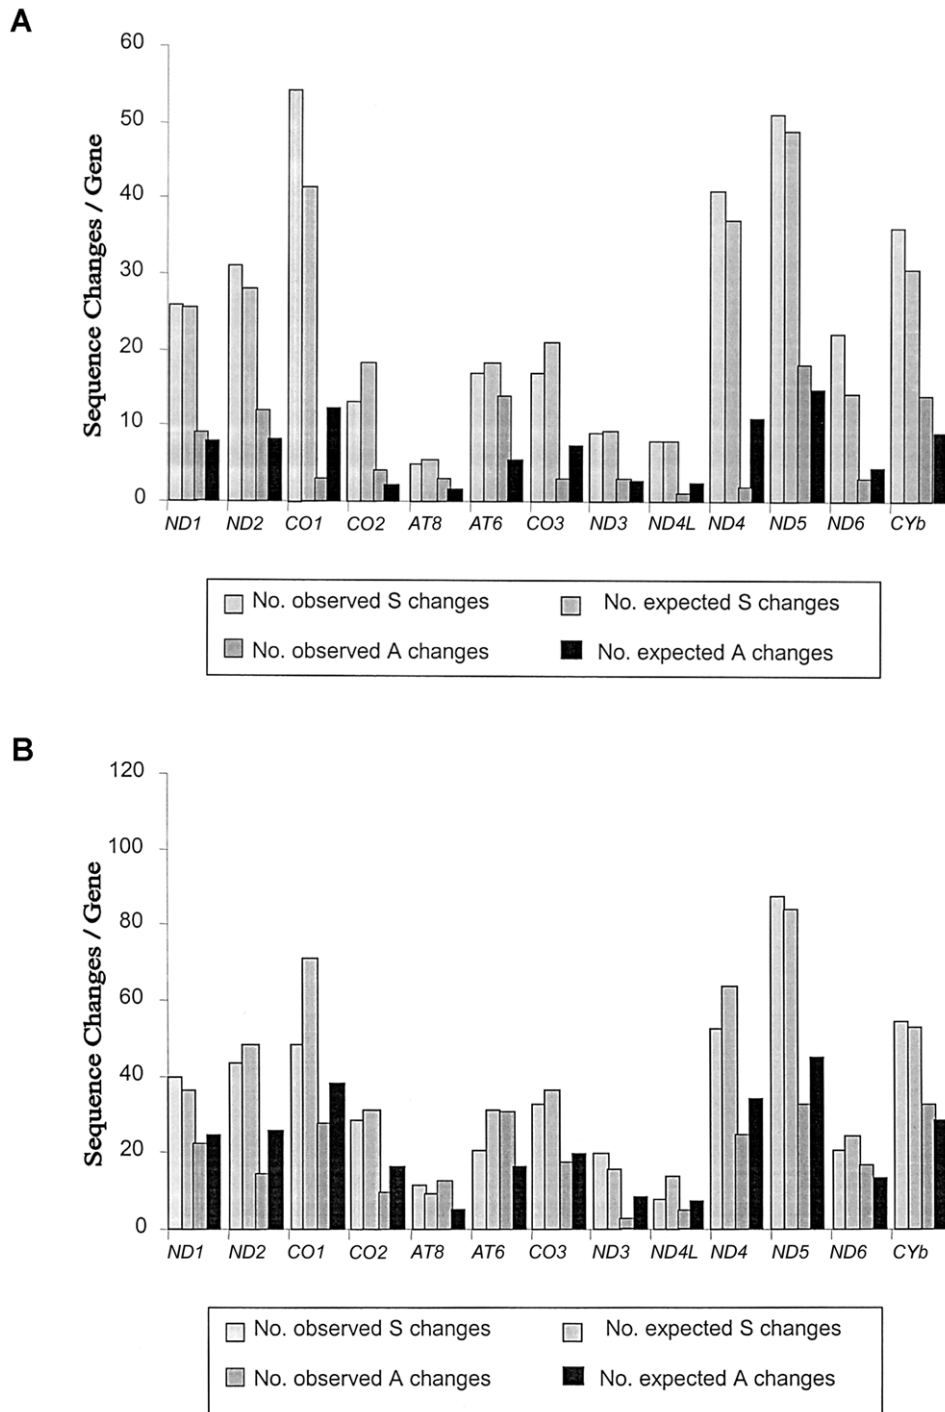 A
60
50
40
30
20
10
0
Sequence Changes / Gene
ND1 ND2 CO1 CO2 AT8 AT6 CO3 ND3 ND4L ND4 ND5 ND6 CYb
No. observed S changes No. expected S changes
No. observed A changes No. expected A changes
B
120
100
80
60
40
20
0
Sequence Changes / Gene
ND1 ND2 CO1 CO2 AT8 AT6 CO3 ND3 ND4L ND4 ND5 ND6 CYb
No. observed S changes No. expected S changes
No. observed A changes No. expected A changes